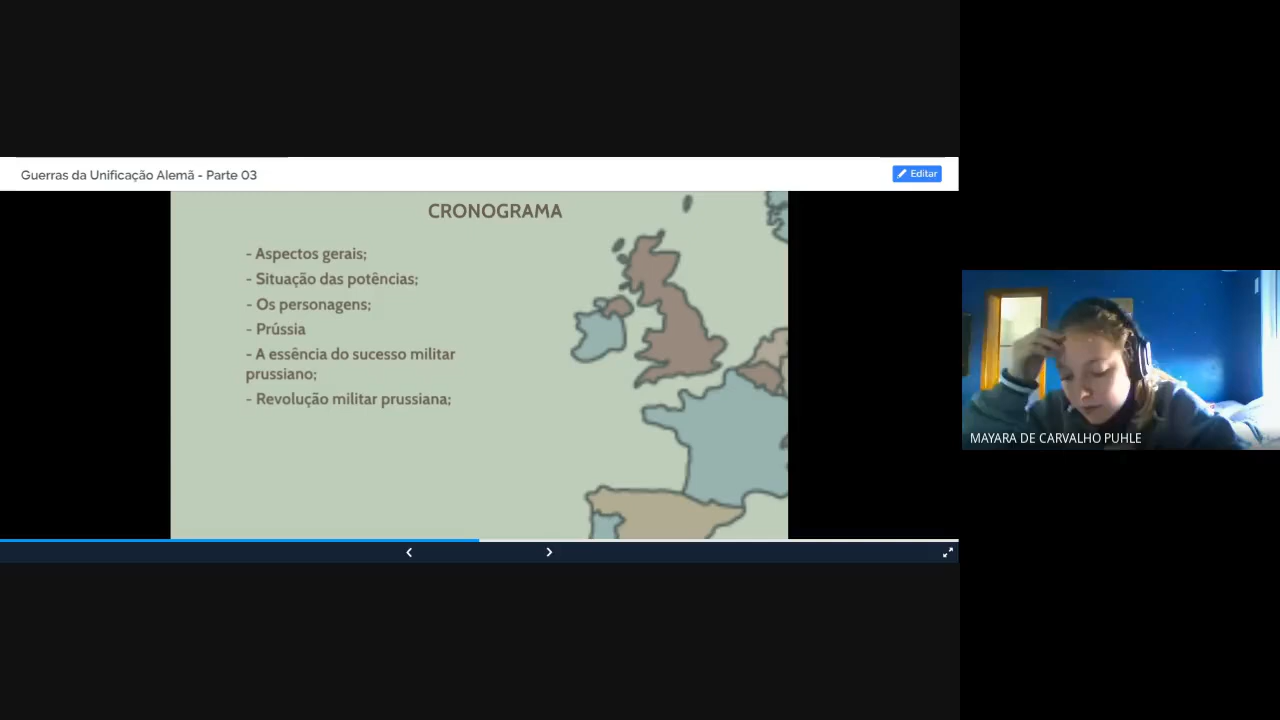 Guerras da Unificação Alemã - Parte 03
Editar
CRONOGRAMA
- Aspectos gerais;
- Situação das potências;
- Os personagens;
- Prússia
- A essência do sucesso militar
prussiano;
- Revolução militar prussiana;
MAYARA DE CARVALHO PUHLE